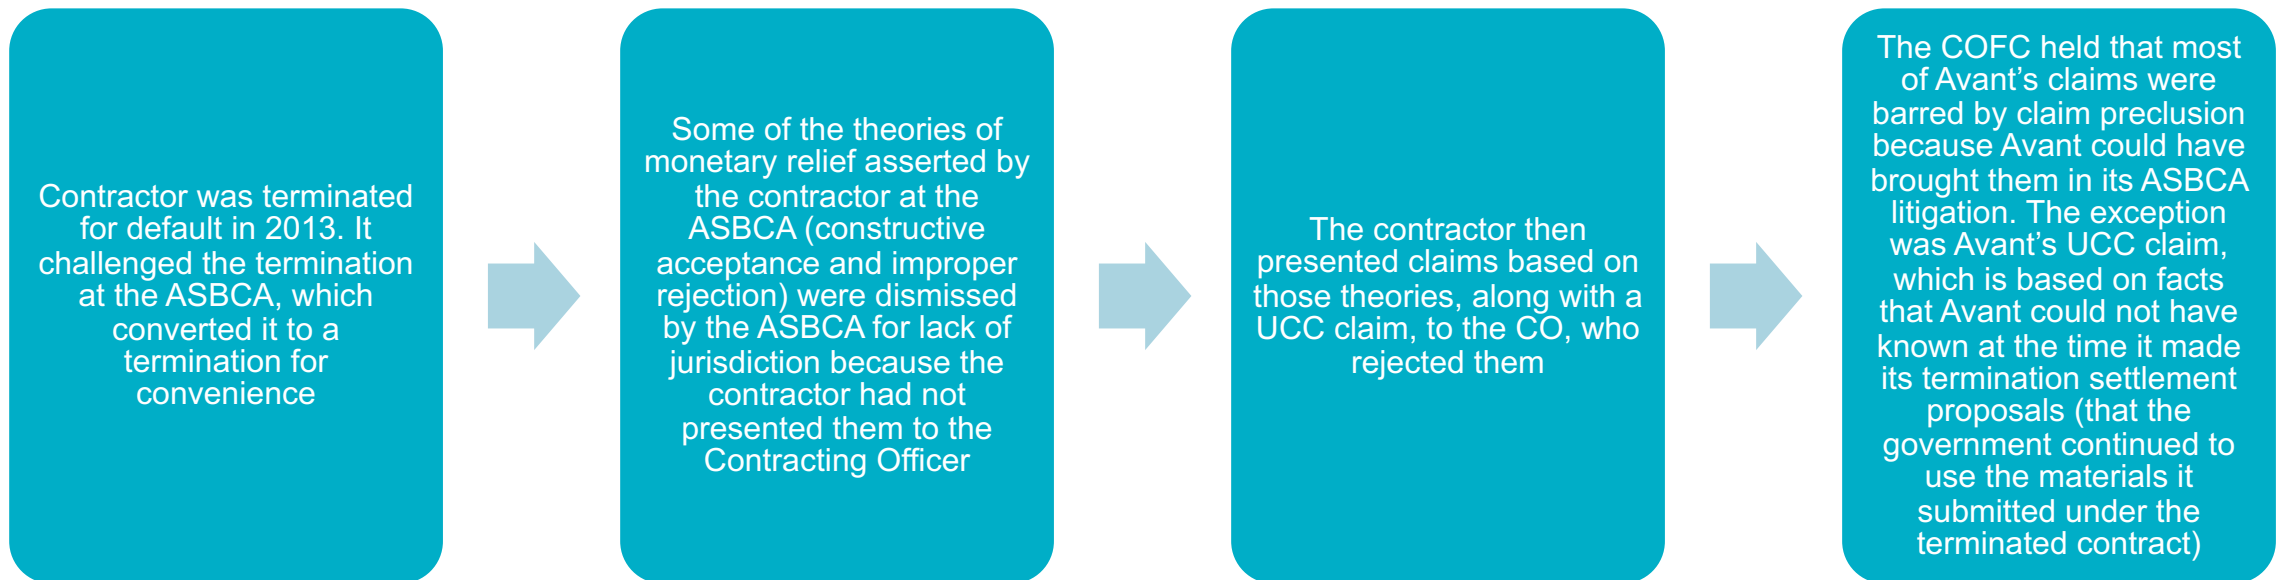 Contractor was terminated
for default in 2013. It
challenged the termination
at the ASBCA, which
converted it to a
termination for
convenience
Some of the theories of
monetary relief asserted by
the contractor at the
ASBCA (constructive
acceptance and improper
rejection) were dismissed
by the ASBCA for lack of
jurisdiction because the
contractor had not
presented them to the
Contracting Officer
The contractor then
presented claims based on
those theories, along with a
UCC claim, to the CO, who
rejected them
The COFC held that most
of Avant’s claims were
barred by claim preclusion
because Avant could have
brought them in its ASBCA
litigation. The exception
was Avant’s UCC claim,
which is based on facts
that Avant could not have
known at the time it made
its termination settlement
proposals (that the
government continued to
use the materials it
submitted under the
terminated contract)